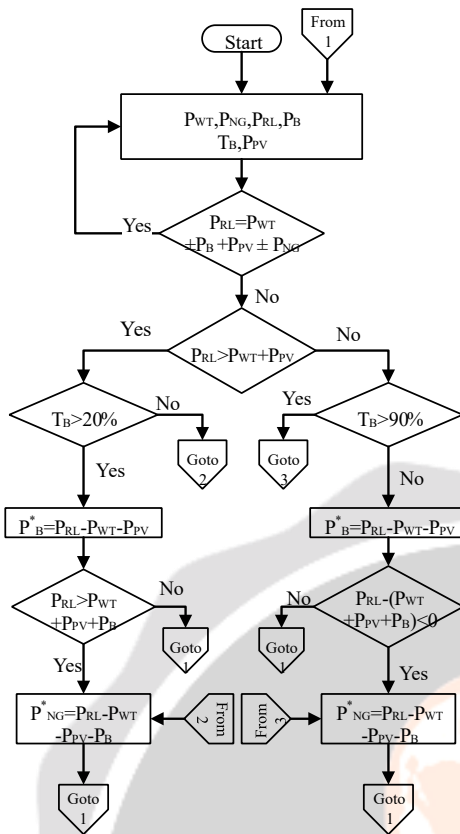 From
1
Start
PWT,PNG,PRL,PB
TB,PPV
Yes
PRL=PWT
±PB+PPV ± PNG
No
Yes
No
PRL>PWT+PPV
TB>20%
No
Yes
TB>90%
Goto
2
Goto
3
Yes
No
P*B=PRL-PWT-PPV
P*B=PRL-PWT-PPV
PRL>PWT
+PPV+PB
No
No
PRL-(PWT
+PPV+PB)<0
Goto
1
Goto
1
Yes
Yes
P*NG=PRL-PWT
-PPV-PB
From
2
From
3
P*NG=PRL-PWT
-PPV-PB
Goto
1
Goto
1